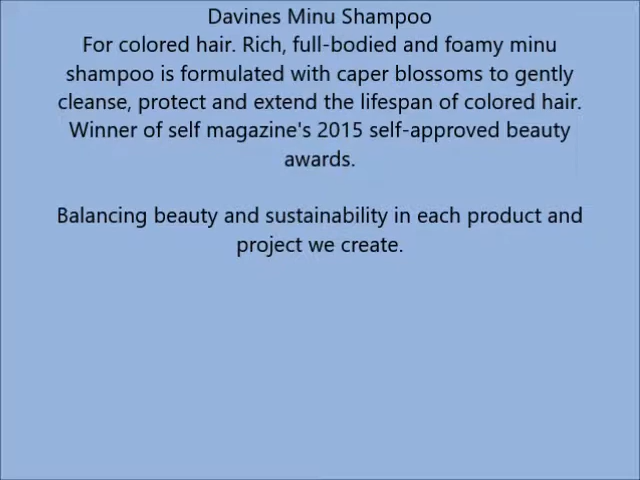 Davines Minu Shampoo
For colored hair. Rich, full-bodied and foamy minu
shampoo is formulated with caper blossoms to gently
cleanse, protect and extend the lifespan of colored hair.
Winner of self magazine's 2015 self-approved beauty
awards.
Balancing beauty and sustainability in each product and
project we create.